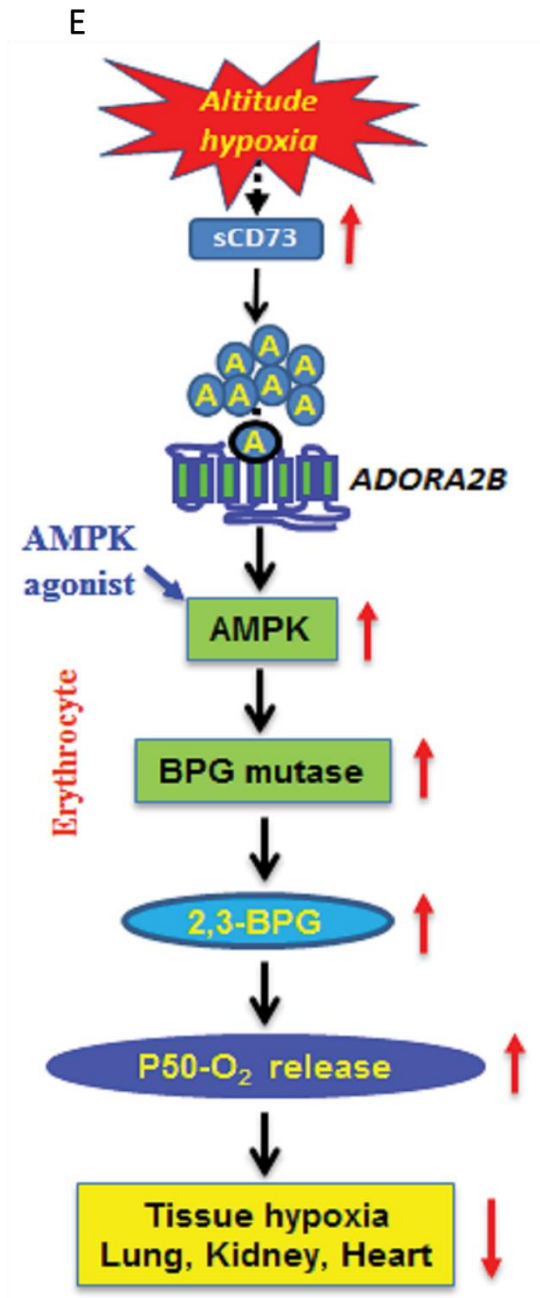 E
Altitude
hypoxia
sCD73
A
A
A
A
A
A
A
A
ADORA2B
AMPK
agonist
AMPK
Erythrocyte
BPG mutase
2,3-BPG
P50-O₂ release
Tissue hypoxia
Lung, Kidney, Heart